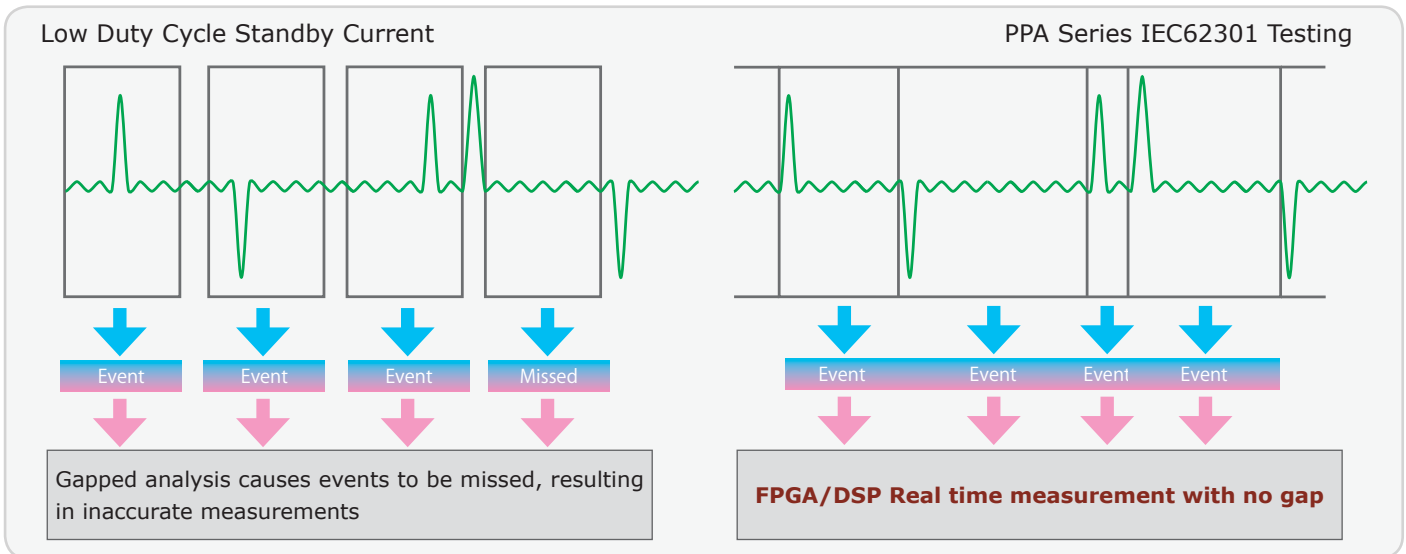 Low Duty Cycle Standby Current
PPA Series IEC62301 Testing
Event
Event
Event
Missed
Event
Event
Event
Event
Gapped analysis causes events to be missed, resulting
in inaccurate measurements
FPGA/DSP Real time measurement with no gap